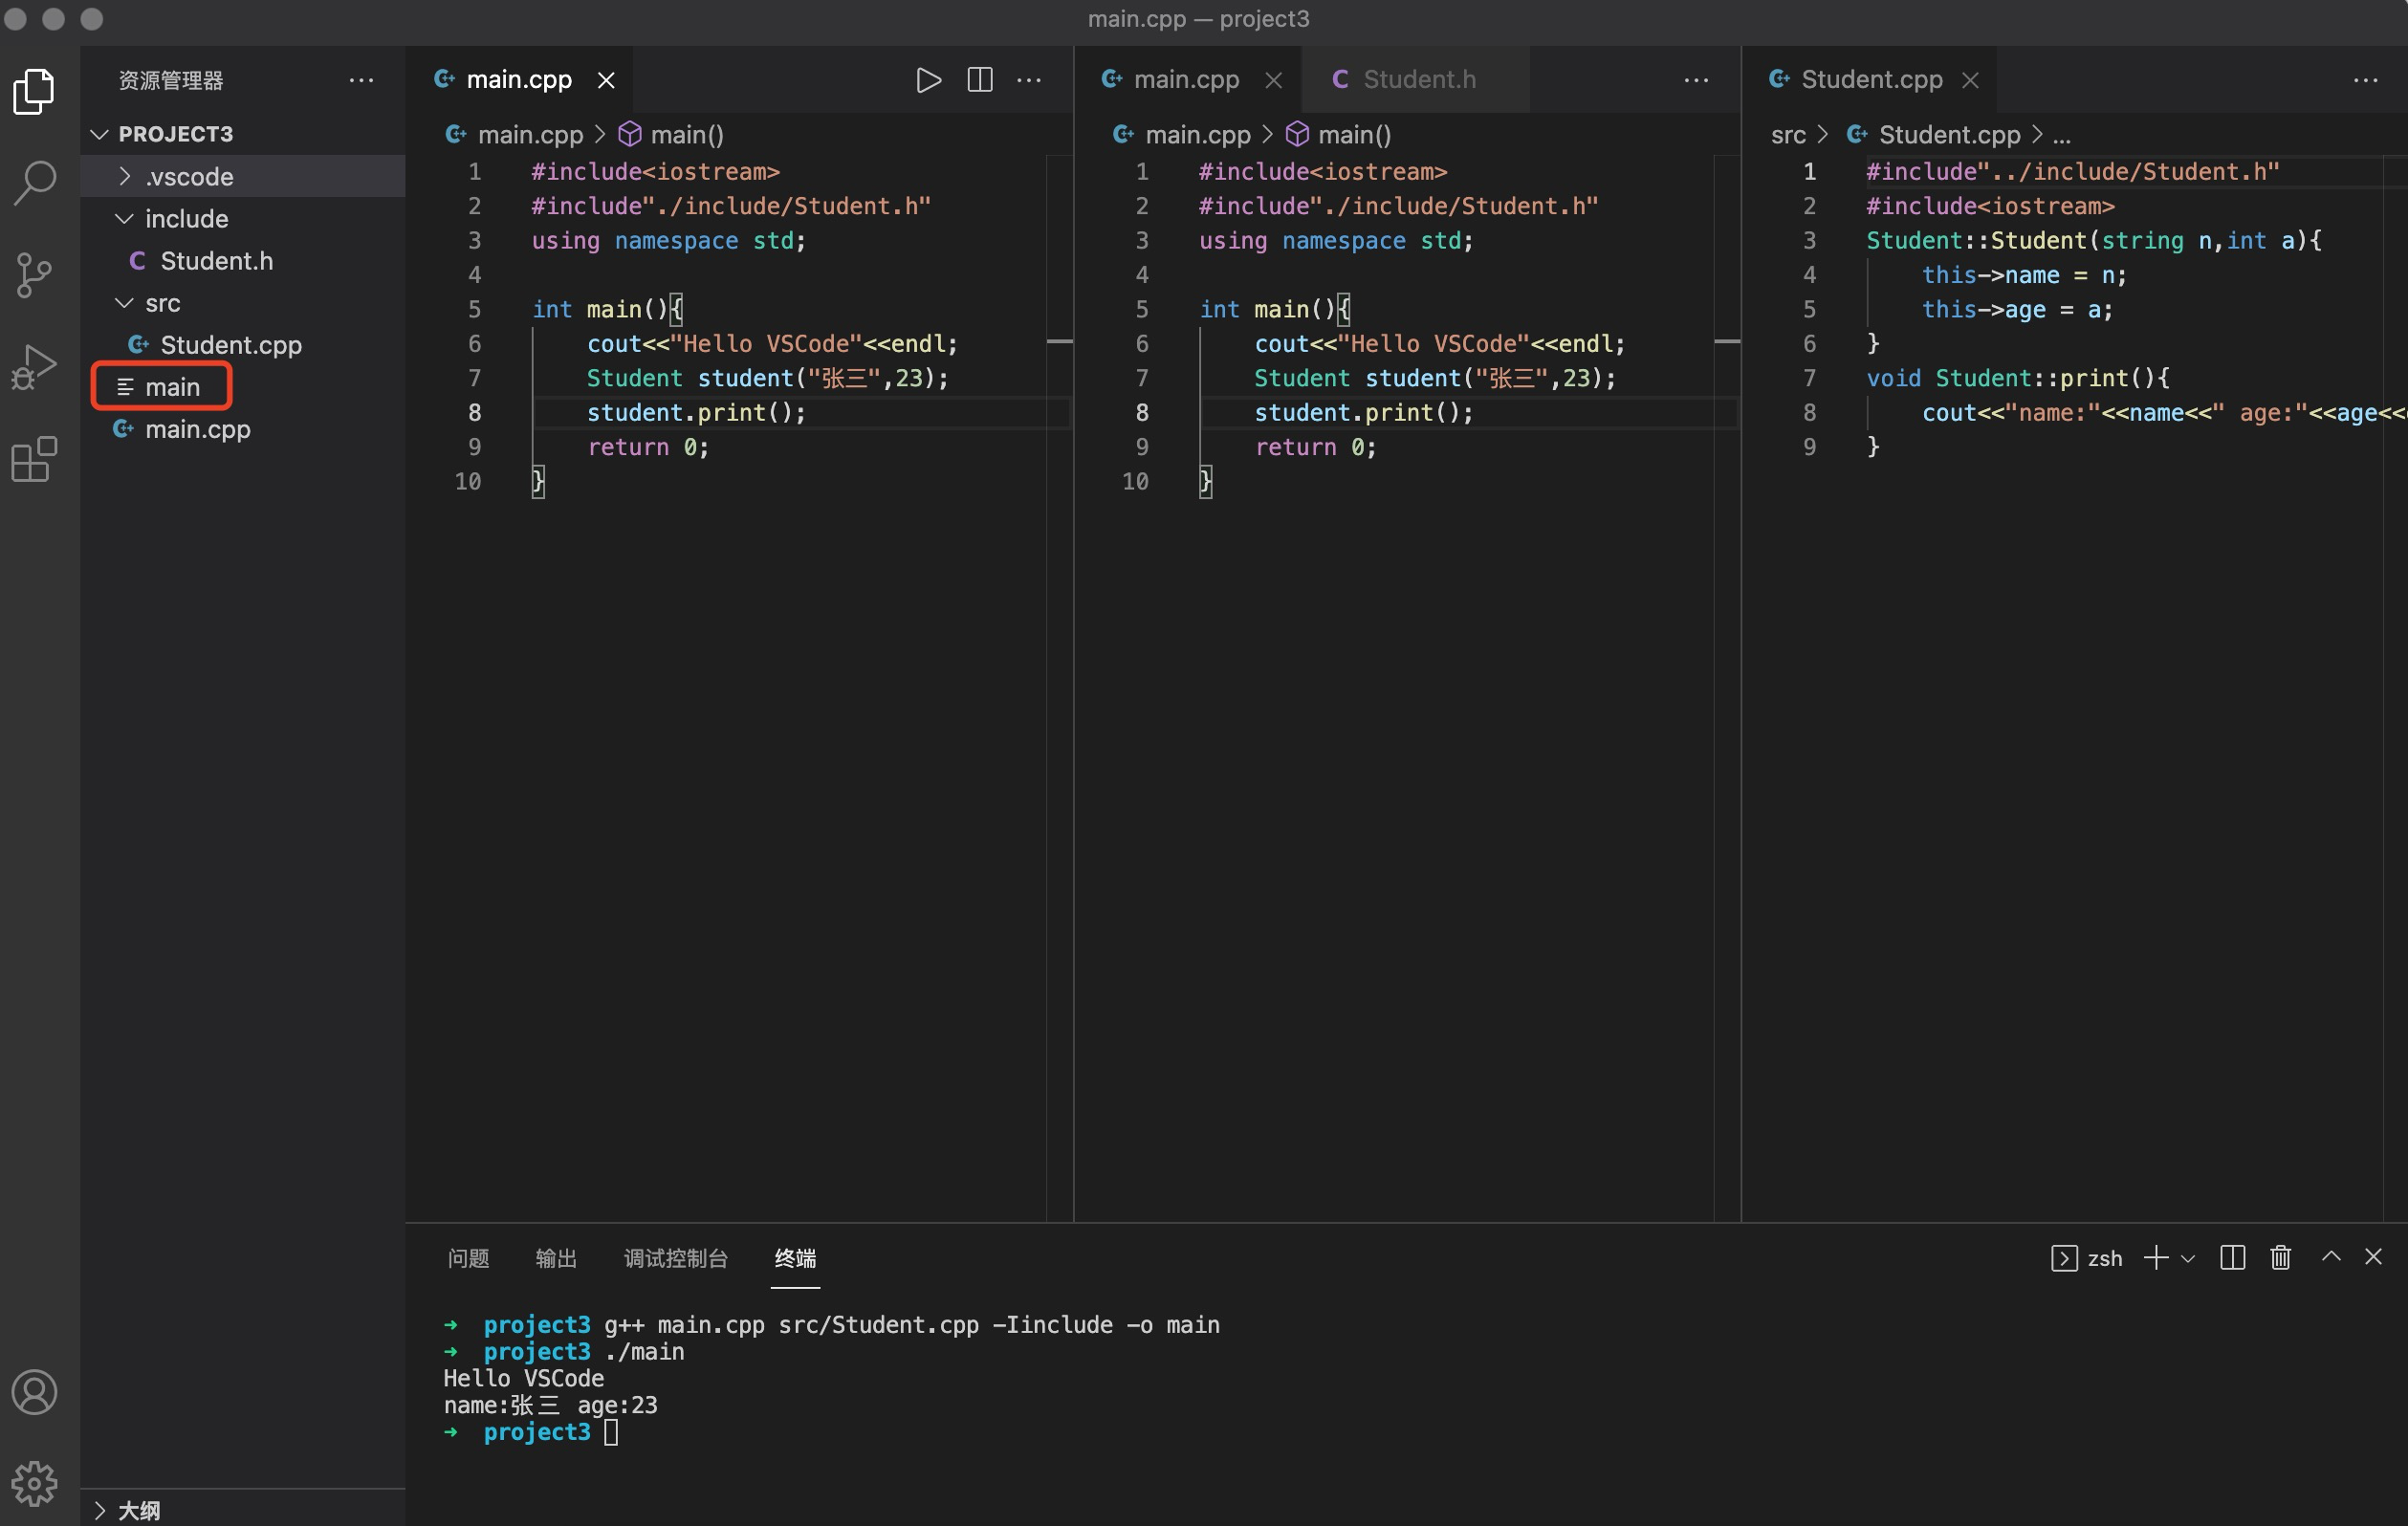 main.cpp — project3
资源管理器
PROJECT3
.vscode
include
Student.h
src
Student.cpp
main
main.cpp
大纲
main.cpp
main.cpp > main()
1 #include<iostream>
2 #include"./include/Student.h"
3 using namespace std;
4
5 int main(){
6 cout<<"Hello VSCode"<<endl;
7 Student student("张三",23);
8 student.print();
9 return 0;
10 }
main.cpp Student.h
main.cpp > main()
1 #include<iostream>
2 #include"./include/Student.h"
3 using namespace std;
4
5 int main(){
6 cout<<"Hello VSCode"<<endl;
7 Student student("张三",23);
8 student.print();
9 return 0;
10 }
Student.cpp
src > Student.cpp > ...
1 #include"../include/Student.h"
2 #include<iostream>
3 Student::Student(string n,int a){
4 this->name = n;
5 this->age = a;
6 }
7 void Student::print(){
8 cout<<"name:"<<name<<" age:"<<age<<
9 }
问题 输出 调试控制台 终端
zsh
➜ project3 g++ main.cpp src/Student.cpp -Iinclude -o main
➜ project3 ./main
Hello VSCode
name:张三 age:23
➜ project3